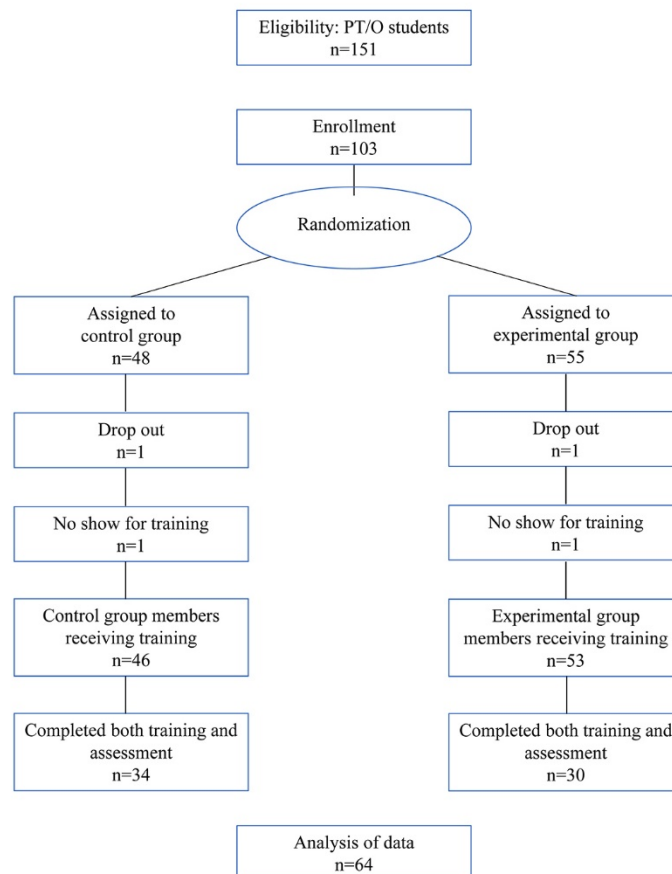 Eligibility: PT/O students
n=151
Enrollment
n=103
Randomization
Assigned to
control group
n=48
Drop out
n=1
No show for training
n=1
Control group members
receiving training
n=46
Completed both training and
assessment
n=34
Assigned to
experimental group
n=55
Drop out
n=1
No show for training
n=1
Experimental group
members receiving training
n=53
Completed both training and
assessment
n=30
Analysis of data
n=64